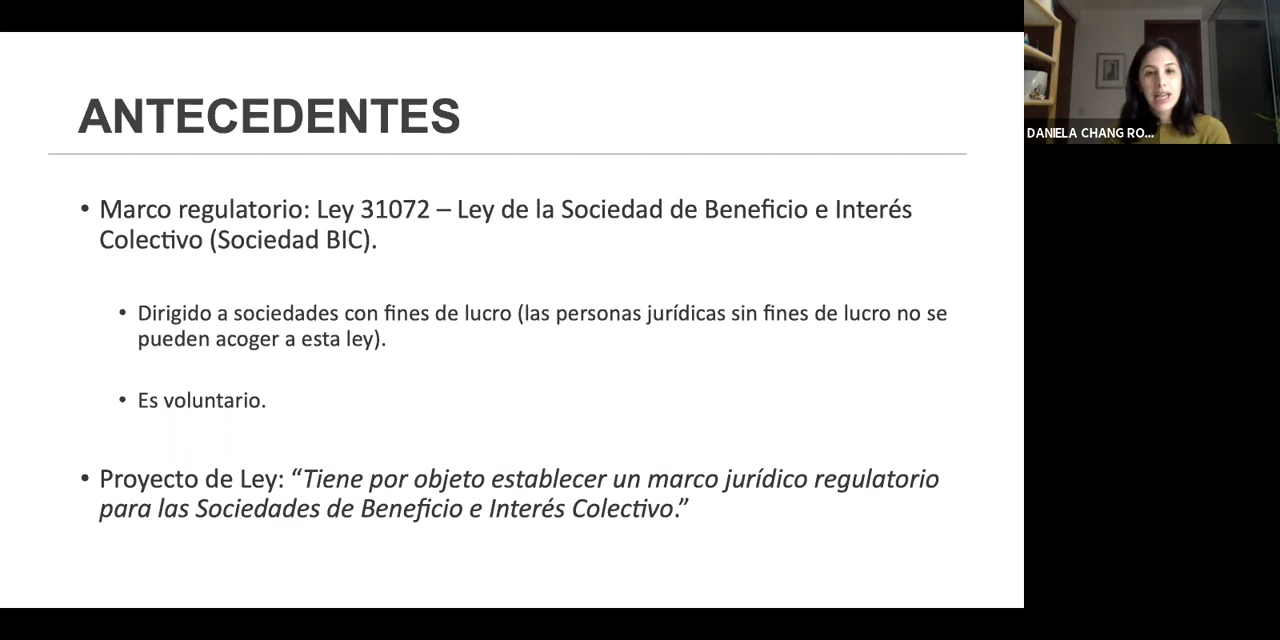 ANTECEDENTES
• Marco regulatorio: Ley 31072 – Ley de la Sociedad de Beneficio e Interés
Colectivo (Sociedad BIC).
• Dirigido a sociedades con fines de lucro (las personas jurídicas sin fines de lucro no se
pueden acoger a esta ley).
• Es voluntario.
• Proyecto de Ley: “Tiene por objeto establecer un marco jurídico regulatorio
para las Sociedades de Beneficio e Interés Colectivo.”
DANIELA CHANG RO...